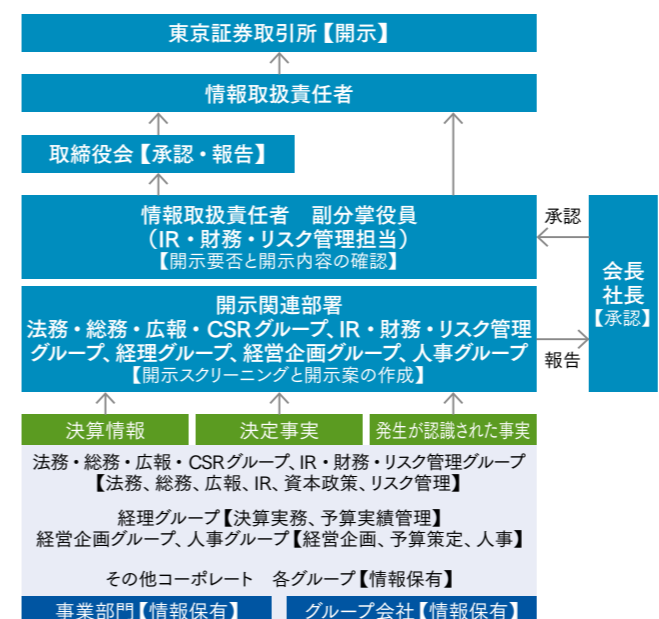 東京証券取引所【開示】
情報取扱責任者
取締役会【承認・報告】
情報取扱責任者　副分掌役員
（IR・財務・リスク管理担当）
【開示要否と開示内容の確認】
承認
会長
社長
【承認】
開示関連部署
法務・総務・広報・CSRグループ、IR・財務・リスク管理
グループ、経理グループ、経営企画グループ、人事グループ
【開示スクリーニングと開示案の作成】
報告
決算情報
決定事実
発生が認識された事実
法務・総務・広報・CSRグループ、IR・財務・リスク管理グループ
【法務、総務、広報、IR、資本政策、リスク管理】
経理グループ【決算実務、予算実績管理】
経営企画グループ、人事グループ【経営企画、予算策定、人事】
その他コーポレート　各グループ【情報保有】
事業部門【情報保有】
グループ会社【情報保有】